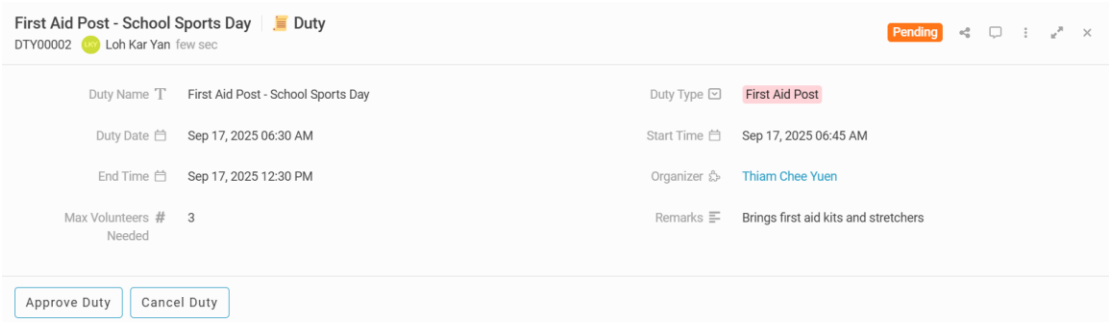 First Aid Post - School Sports Day Duty
DTY00002 LKY Loh Kar Yan few sec
Pending
Duty Name First Aid Post - School Sports Day
Duty Type First Aid Post
Duty Date Sep 17, 2025 06:30 AM
Start Time Sep 17, 2025 06:45 AM
End Time Sep 17, 2025 12:30 PM
Organizer Thiam Chee Yuen
Max Volunteers # 3
Needed
Remarks Brings first aid kits and stretchers
Approve Duty Cancel Duty